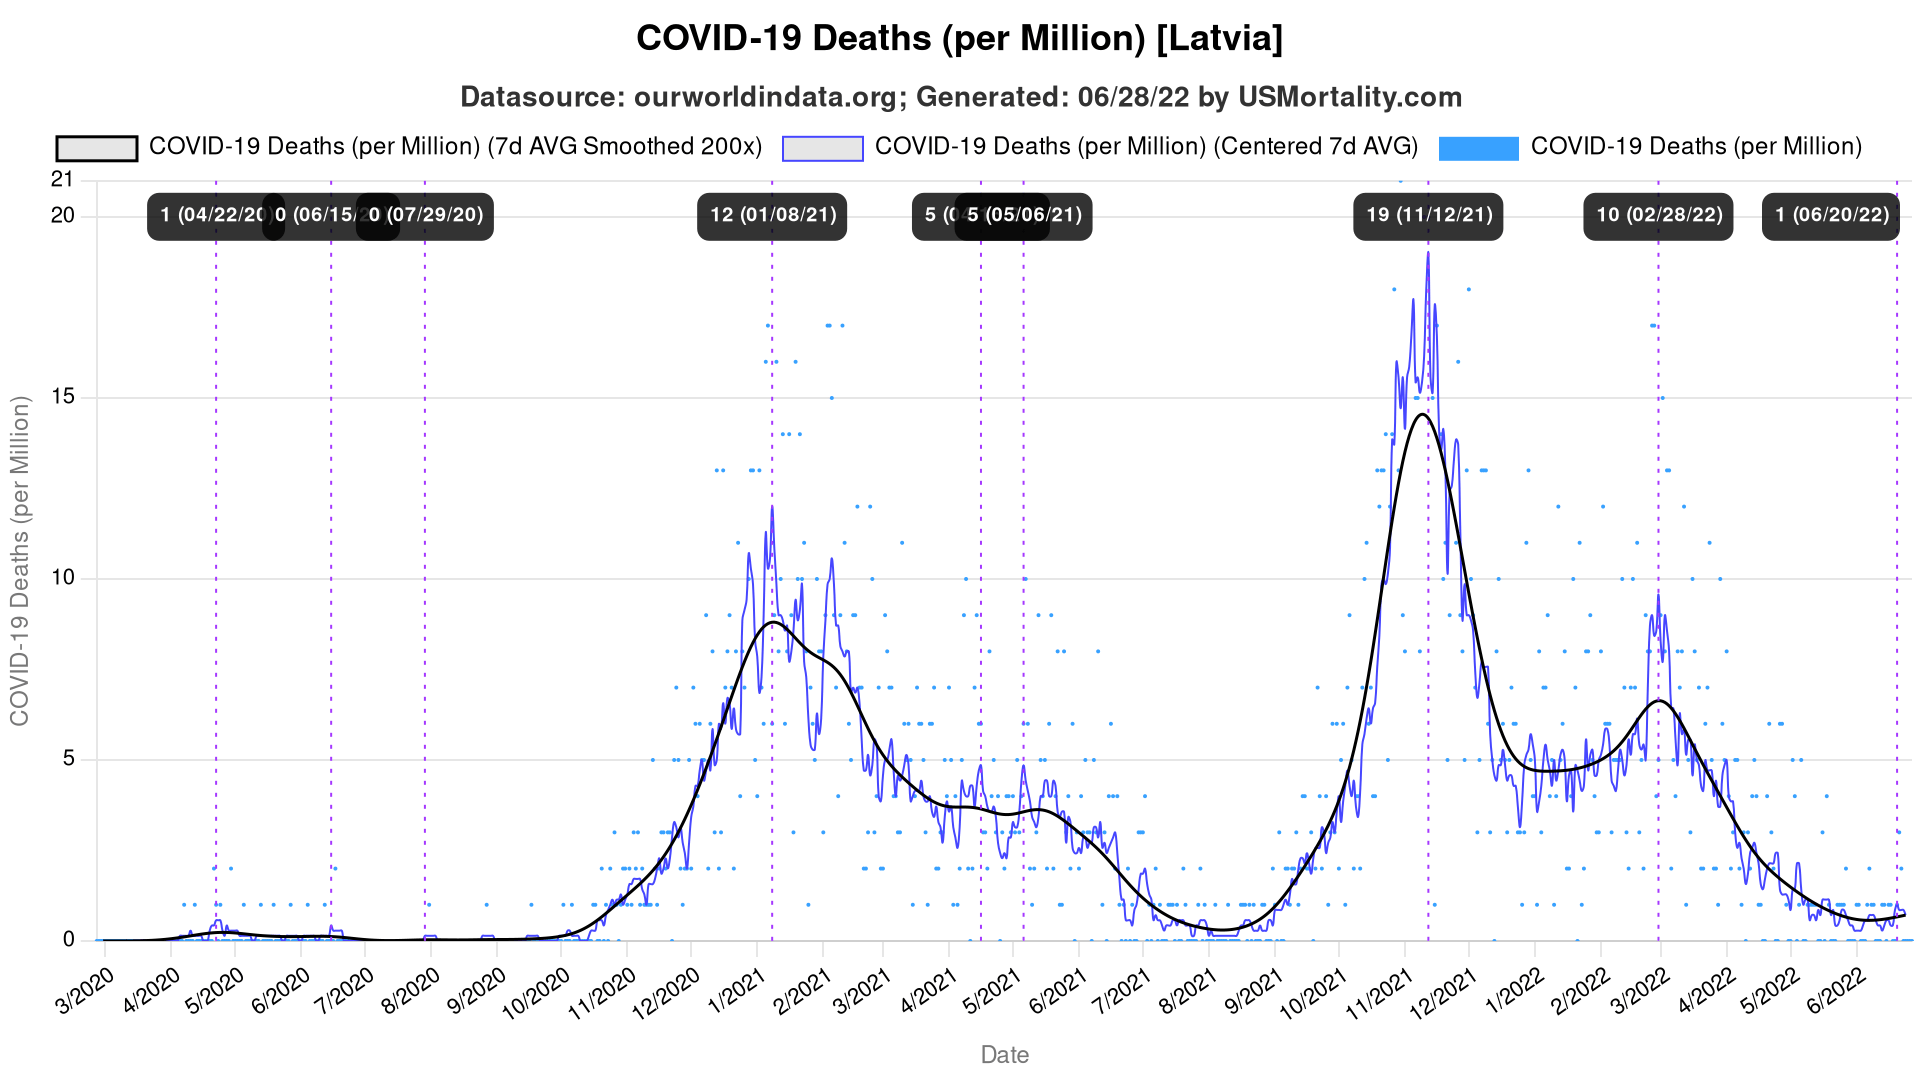 COVID-19 Deaths (per Million) [Latvia]
Datasource: ourworldindata.org; Generated: 06/28/22 by USMortality.com
COVID-19 Deaths (per Million) (7d AVG Smoothed 200x) COVID-19 Deaths (per Million) (Centered 7d AVG) COVID-19 Deaths (per Million)
21
20
15
10
5
0
1 (04/22/20) 0 (06/15/2 0 (07/29/20) 12 (01/08/21) 5 (04 5 (05/06/21) 19 (11/12/21) 10 (02/28/22) 1 (06/20/22)
COVID-19 Deaths (per Million)
3/2020 4/2020 5/2020 6/2020 7/2020 8/2020 9/2020 10/2020 11/2020 12/2020 1/2021 2/2021 3/2021 4/2021 5/2021 6/2021 7/2021 8/2021 9/2021 10/2021 11/2021 12/2021 1/2022 2/2022 3/2022 4/2022 5/2022 6/2022
Date